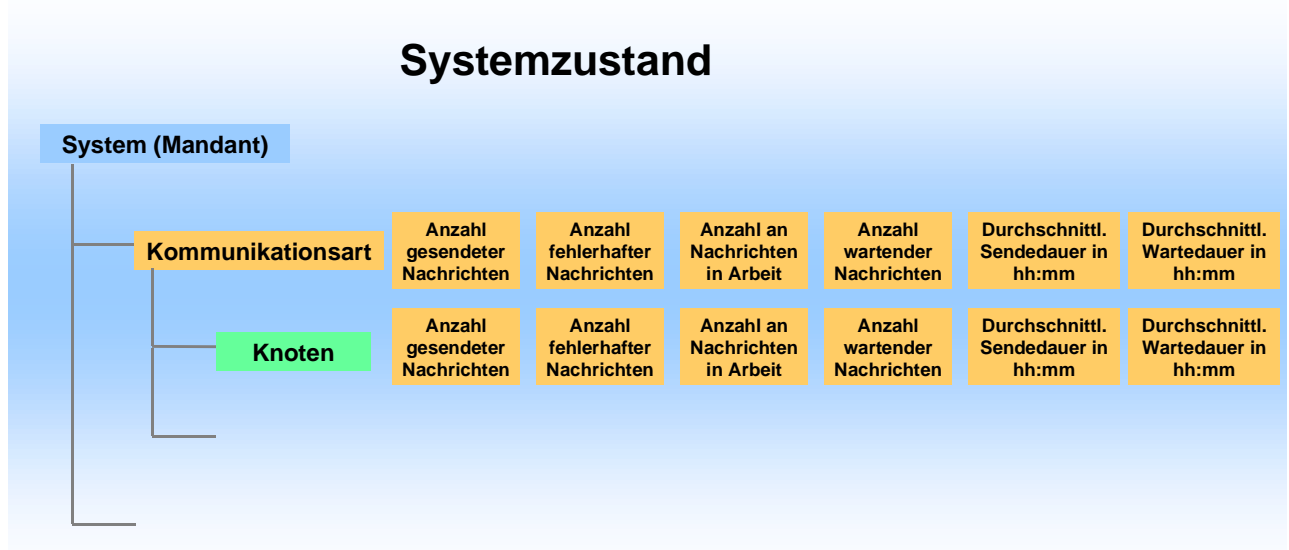 Systemzustand
System (Mandant)
Kommunikationsart
Anzahl
gesendeter
Nachrichten
Anzahl
fehlerhafter
Nachrichten
Anzahl an
Nachrichten
in Arbeit
Anzahl
wartender
Nachrichten
Durchschnittl.
Sendedauer in
hh:mm
Durchschnittl.
Wartedauer in
hh:mm
Knoten
Anzahl
gesendeter
Nachrichten
Anzahl
fehlerhafter
Nachrichten
Anzahl an
Nachrichten
in Arbeit
Anzahl
wartender
Nachrichten
Durchschnittl.
Sendedauer in
hh:mm
Durchschnittl.
Wartedauer in
hh:mm